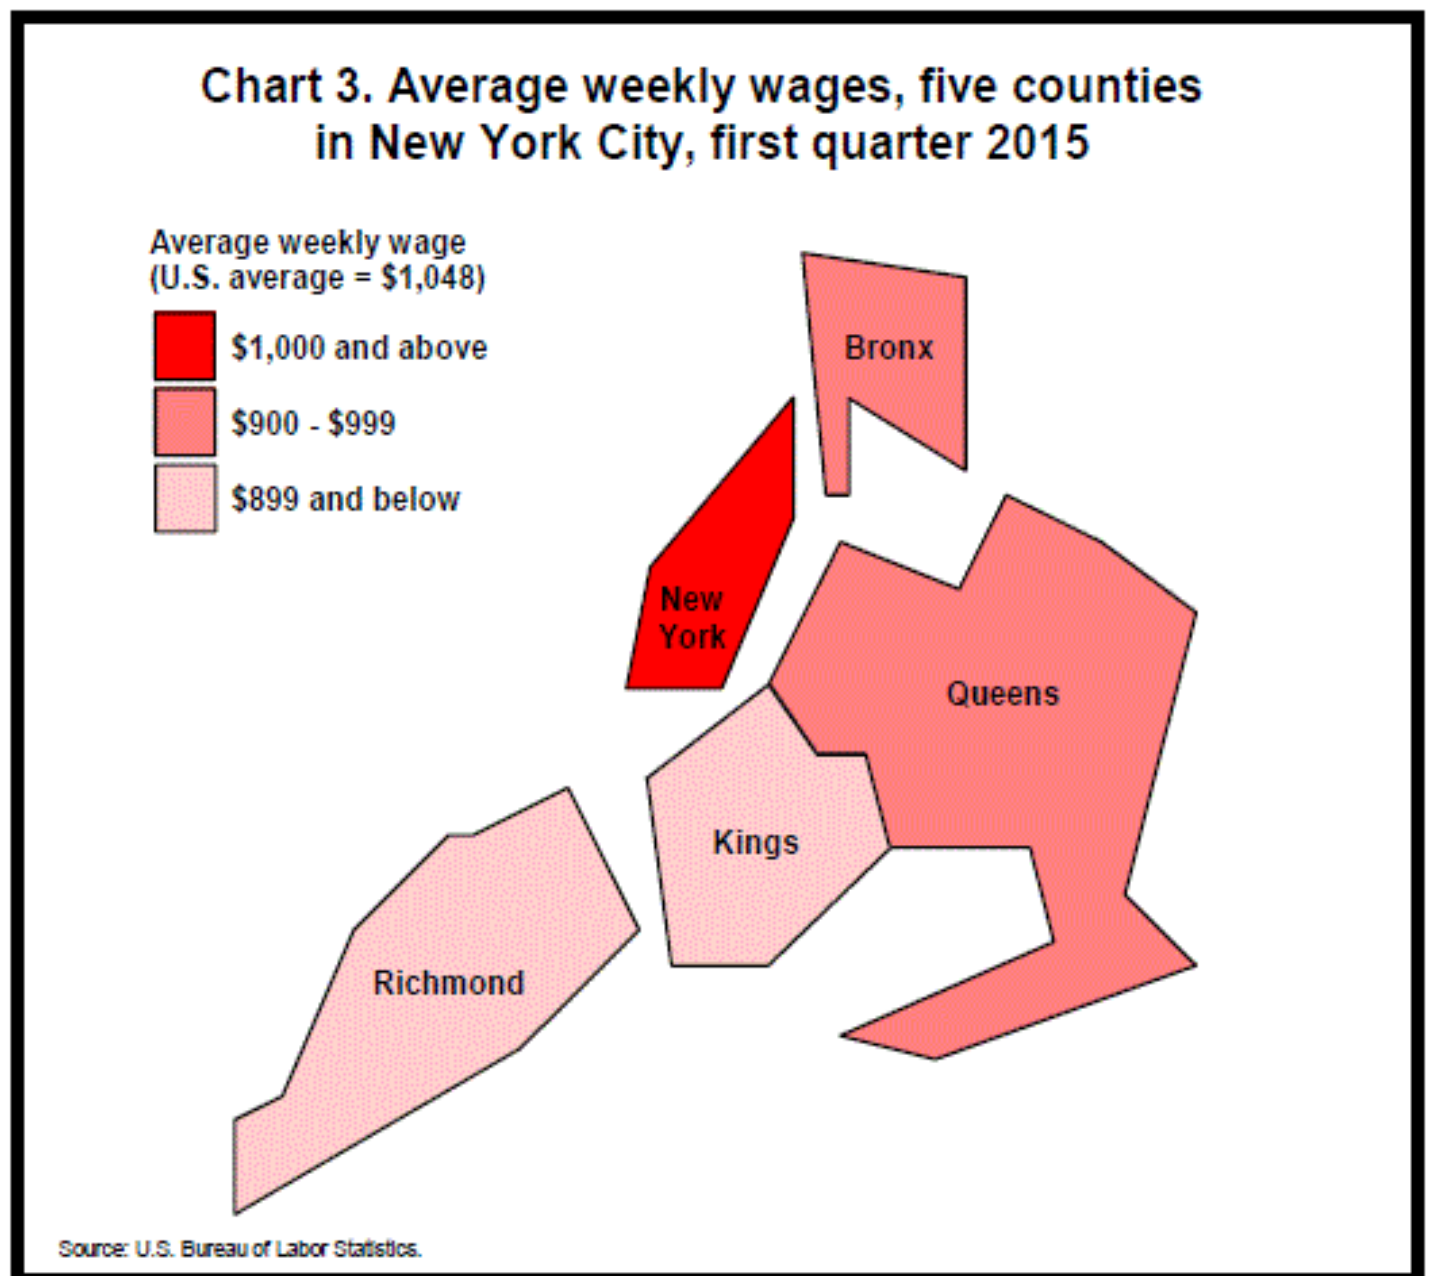 Chart 3. Average weekly wages, five counties
in New York City, first quarter 2015
Average weekly wage
(U.S. average = $1,048)
$1,000 and above
$900 - $999
$899 and below
Bronx
New
York
Queens
Kings
Richmond
Source: U.S. Bureau of Labor Statistics.